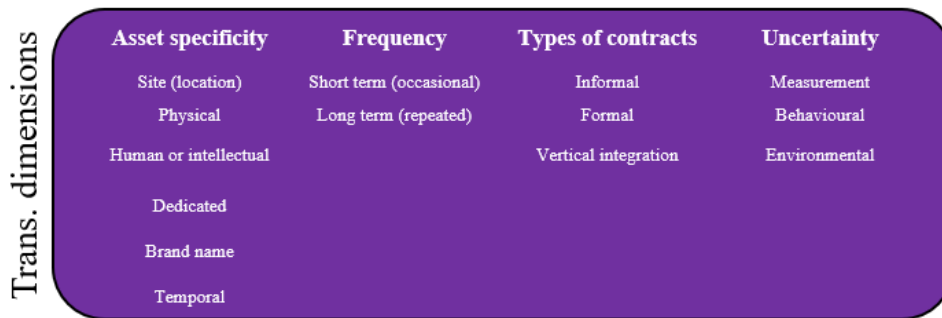 Trans. dimensions
Asset specificity Frequency Types of contracts Uncertainty
Site (location) Short term (occasional) Informal Measurement
Physical Long term (repeated) Formal Behavioural
Human or intellectual Vertical integration Environmental
Dedicated
Brand name
Temporal